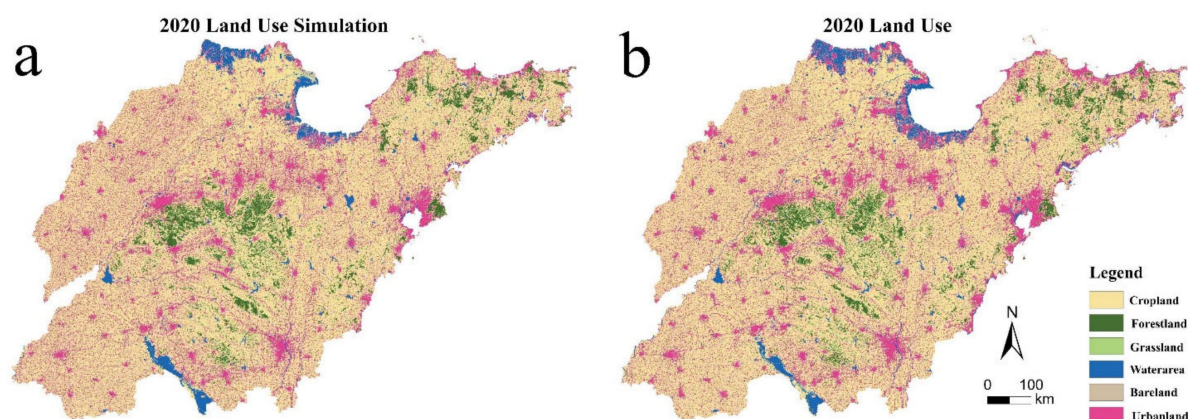 2020 Land Use Simulation
a
2020 Land Use
b
Legend
Cropland
Forestland
Grassland
Waterarea
Bareland
Urbanland
N
0 100
km